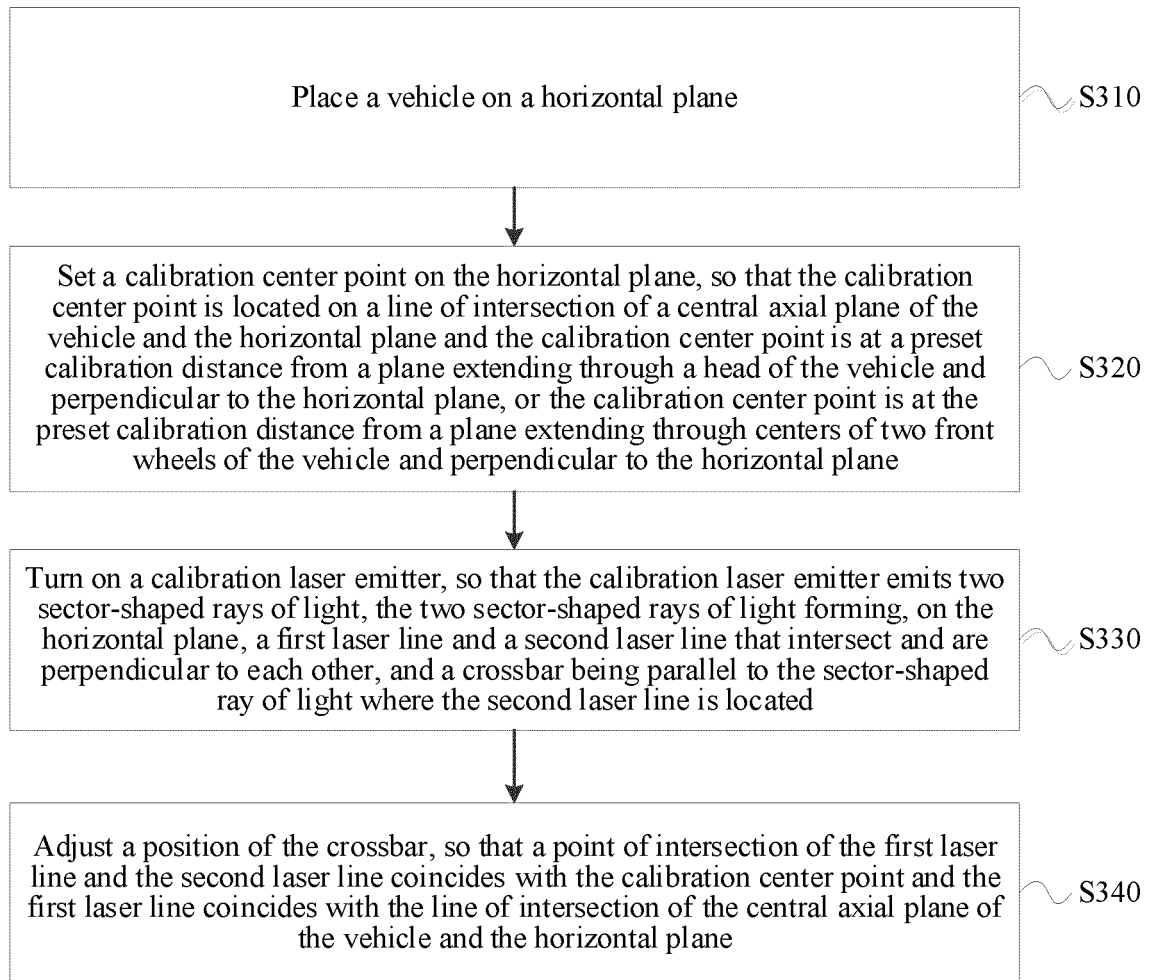 Place a vehicle on a horizontal plane
S310
Set a calibration center point on the horizontal plane, so that the calibration
center point is located on a line of intersection of a central axial plane of the
vehicle and the horizontal plane and the calibration center point is at a preset
calibration distance from a plane extending through a head of the vehicle and
perpendicular to the horizontal plane, or the calibration center point is at the
preset calibration distance from a plane extending through centers of two front
wheels of the vehicle and perpendicular to the horizontal plane
S320
Turn on a calibration laser emitter, so that the calibration laser emitter emits two
sector-shaped rays of light, the two sector-shaped rays of light forming, on the
horizontal plane, a first laser line and a second laser line that intersect and are
perpendicular to each other, and a crossbar being parallel to the sector-shaped
ray of light where the second laser line is located
S330
Adjust a position of the crossbar, so that a point of intersection of the first laser
line and the second laser line coincides with the calibration center point and the
first laser line coincides with the line of intersection of the central axial plane of
the vehicle and the horizontal plane
S340